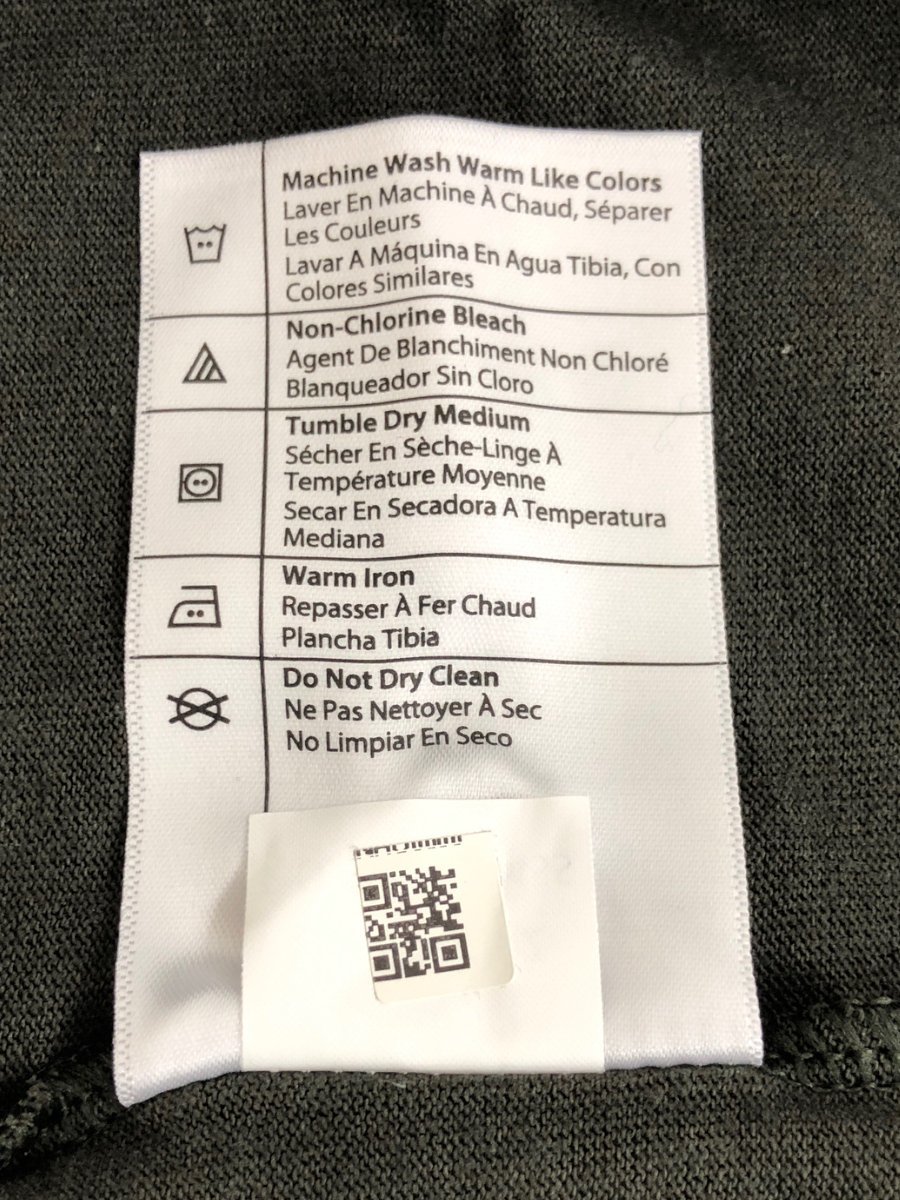 Machine Wash Warm Like Colors
Laver En Machine À Chaud, Séparer
Les Couleurs
Lavar A Máquina En Agua Tibia, Con
Colores Similares
Non-Chlorine Bleach
Agent De Blanchiment Non Chloré
Blanqueador Sin Cloro
Tumble Dry Medium
Sécher En Sèche-Linge À
Température Moyenne
Secar En Secadora A Temperatura
Mediana
Warm Iron
Repasser À Fer Chaud
Plancha Tibia
Do Not Dry Clean
Ne Pas Nettoyer À Sec
No Limpiar En Seco